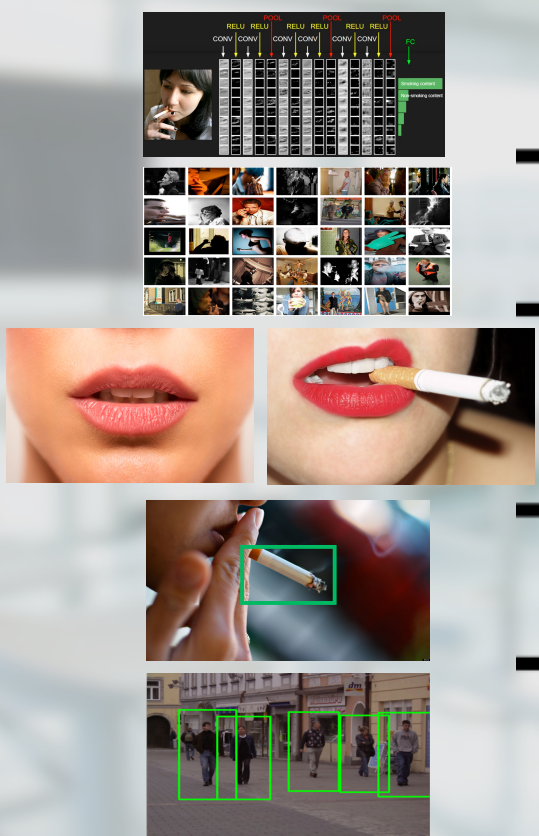 POOL POOL POOL
RELU RELU RELU RELU RELU RELU
CONV CONV CONV CONV CONV CONV
FC
Smoking content
Non-smoking content
dm